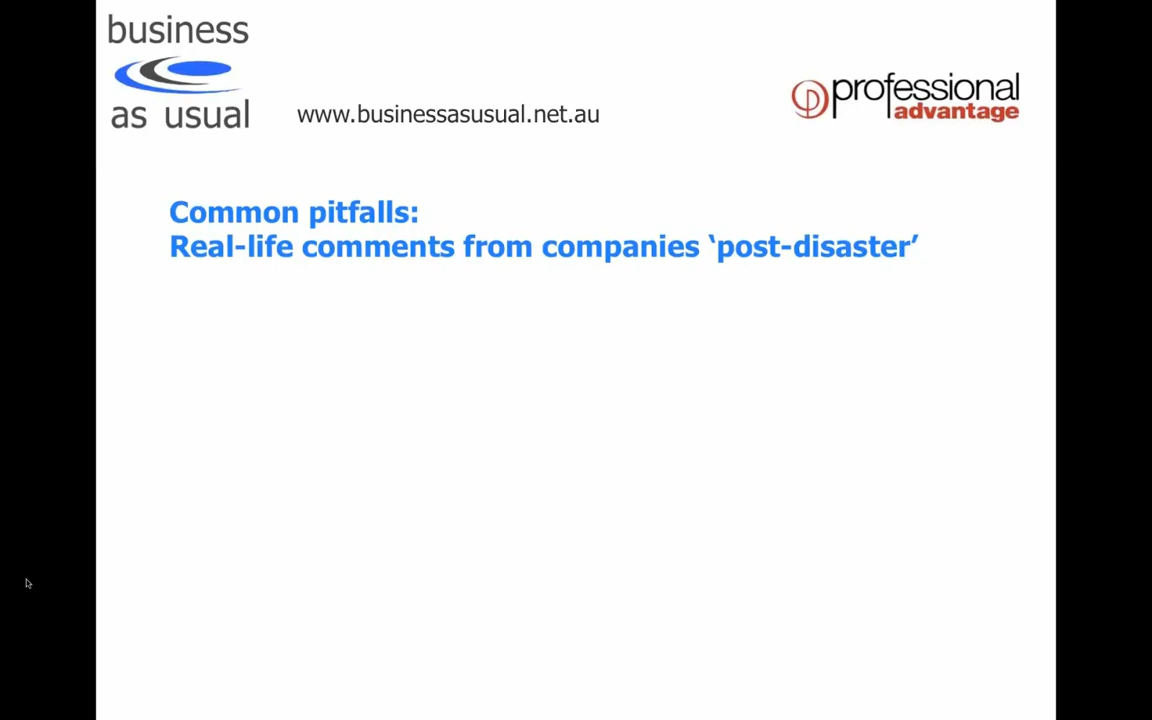 business
as usual
www.businessasusual.net.au
professional
advantage
Common pitfalls:
Real-life comments from companies ‘post-disaster’